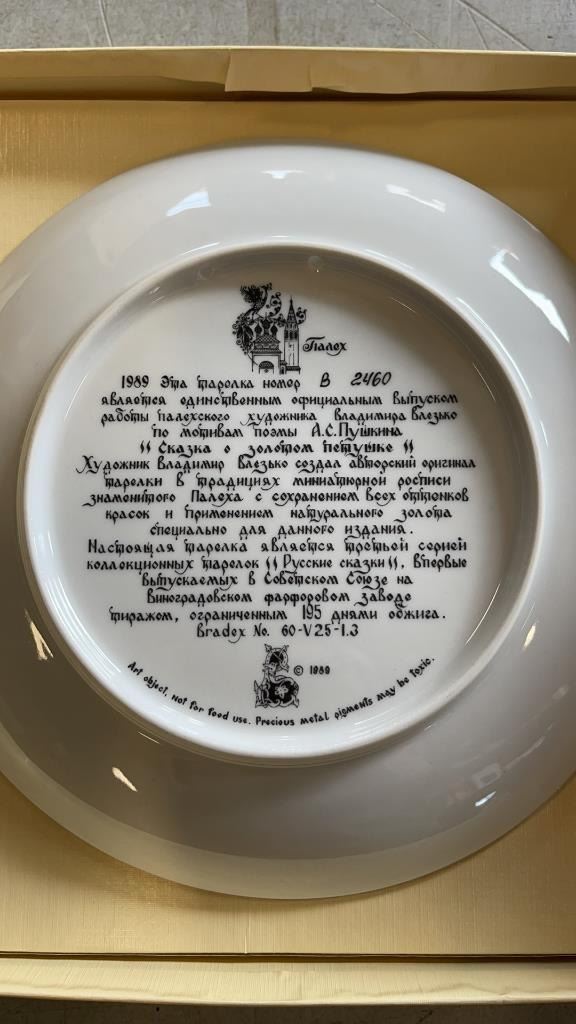 Палех
1989 Эта тарелка номер B 2460
является единственным официальным выпуском
работы палехского художника Владимира Влезько
по мотивам поэмы А.С.Пушкина
"Сказка о золотом петушке"
Художник Владимир Влезько создал авторский оригинал
тарелки в традициях миниатюрной росписи
знаменитого Палеха с сохранением всех оттенков
красок и применением натурального золота
специально для данного издания.
Настоящая тарелка является третьей серией
коллекционных тарелок "Русские сказки", впервые
выпускаемых в Советском Союзе на
Виноградовском фарфоровом заводе
тиражом, ограниченным 195 днями обжига.
Bradex No. 60-V25-1.3
© 1989
Art object, not for food use. Precious metal pigments may be toxic.